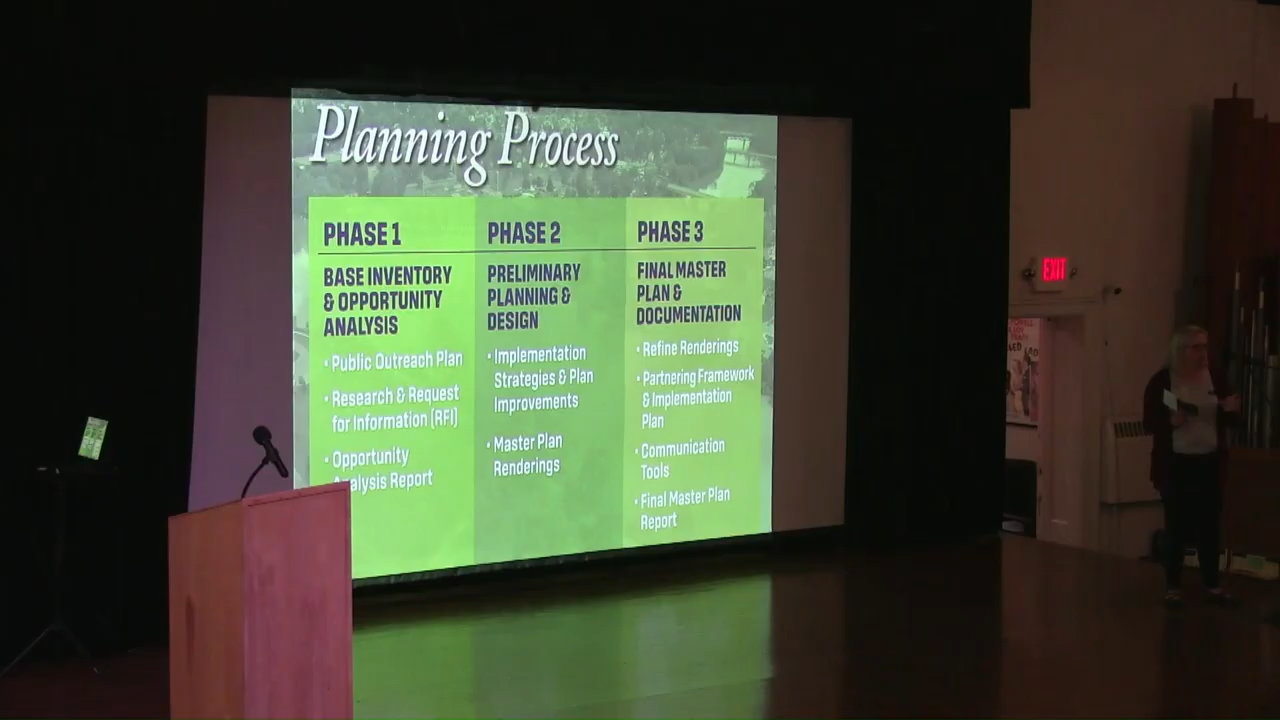 Planning Process
PHASE 1
BASE INVENTORY
& OPPORTUNITY
ANALYSIS
• Public Outreach Plan
• Research & Request
for Information (RFI)
• Opportunity
Analysis Report
PHASE 2
PRELIMINARY
PLANNING &
DESIGN
• Implementation
Strategies & Plan
Improvements
• Master Plan
Renderings
PHASE 3
FINAL MASTER
PLAN &
DOCUMENTATION
• Refine Renderings
• Partnering Framework
& Implementation
Plan
• Communication
Tools
• Final Master Plan
Report
EXIT